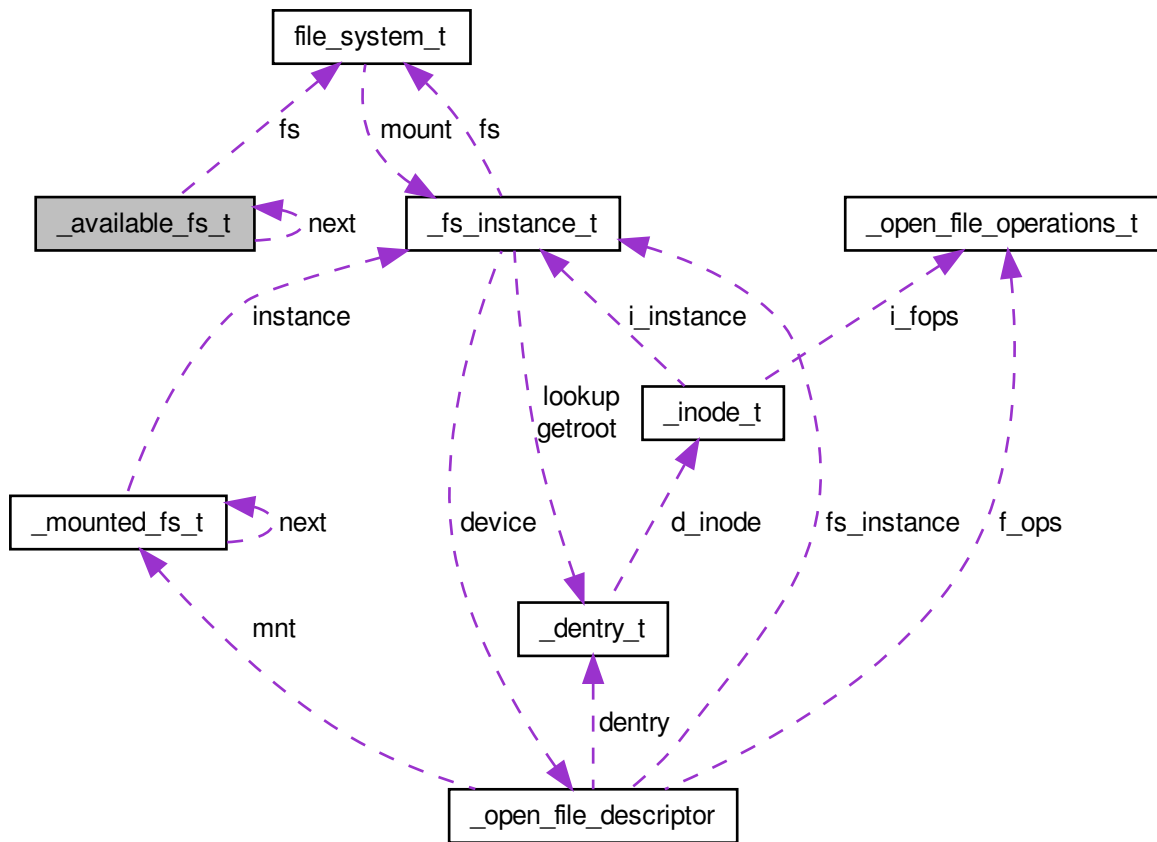 file_system_t
fs
mount
fs
_available_fs_t
next
_fs_instance_t
_open_file_operations_t
instance
i_instance
i_fops
lookup
getroot
_inode_t
_mounted_fs_t
next
device
d_inode
fs_instance
f_ops
_dentry_t
mnt
dentry
_open_file_descriptor